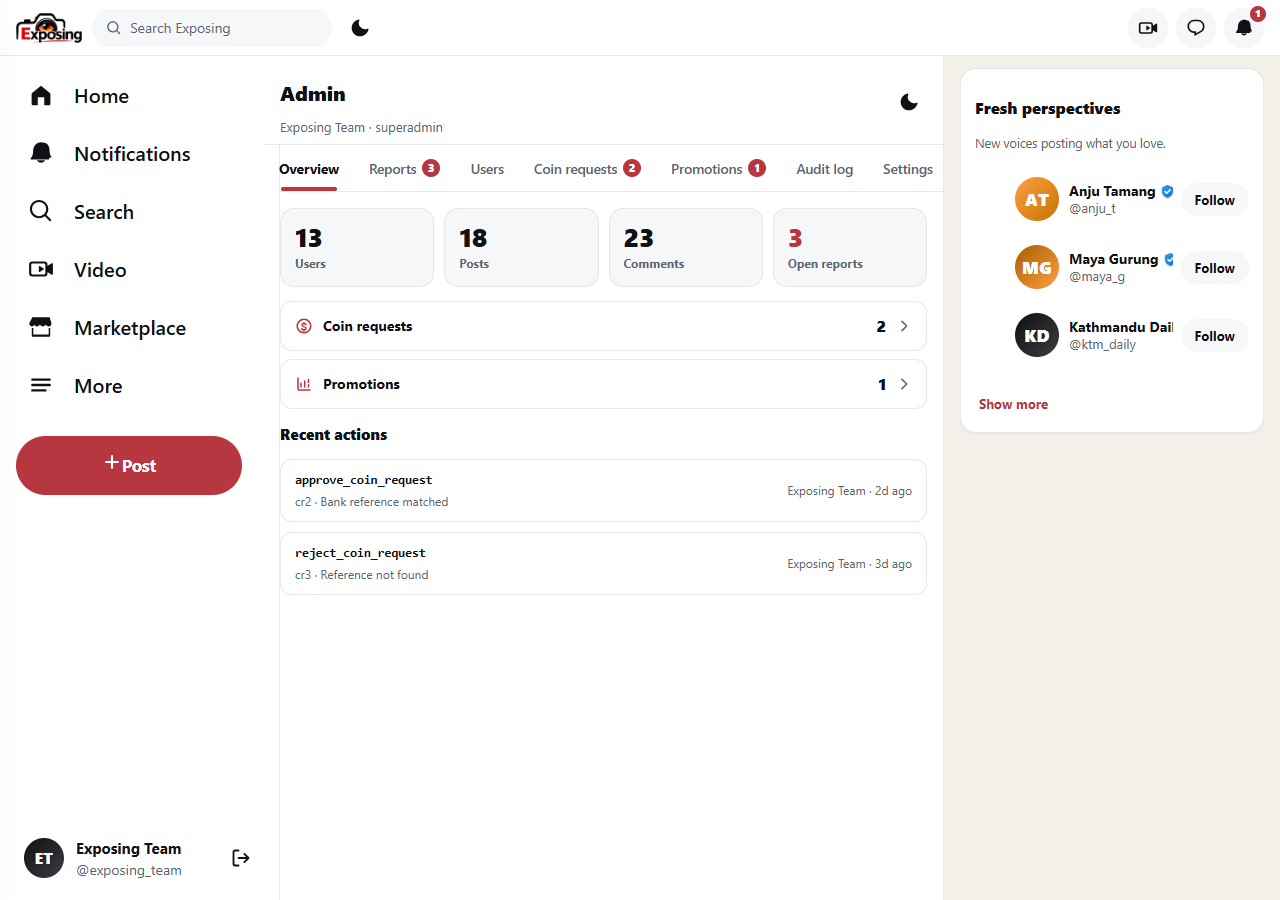 Exposing
Search Exposing
1
Home
Notifications
Search
Video
Marketplace
More
+ Post
ET
Exposing Team
@exposing_team
Admin
Exposing Team · superadmin
Overview
Reports 3
Users
Coin requests 2
Promotions 1
Audit log
Settings
13
Users
18
Posts
23
Comments
3
Open reports
Coin requests 2
Promotions 1
Recent actions
approve_coin_request
cr2 · Bank reference matched
Exposing Team · 2d ago
reject_coin_request
cr3 · Reference not found
Exposing Team · 3d ago
Fresh perspectives
New voices posting what you love.
AT
Anju Tamang
@anju_t
Follow
MG
Maya Gurung
@maya_g
Follow
KD
Kathmandu Dail
@ktm_daily
Follow
Show more